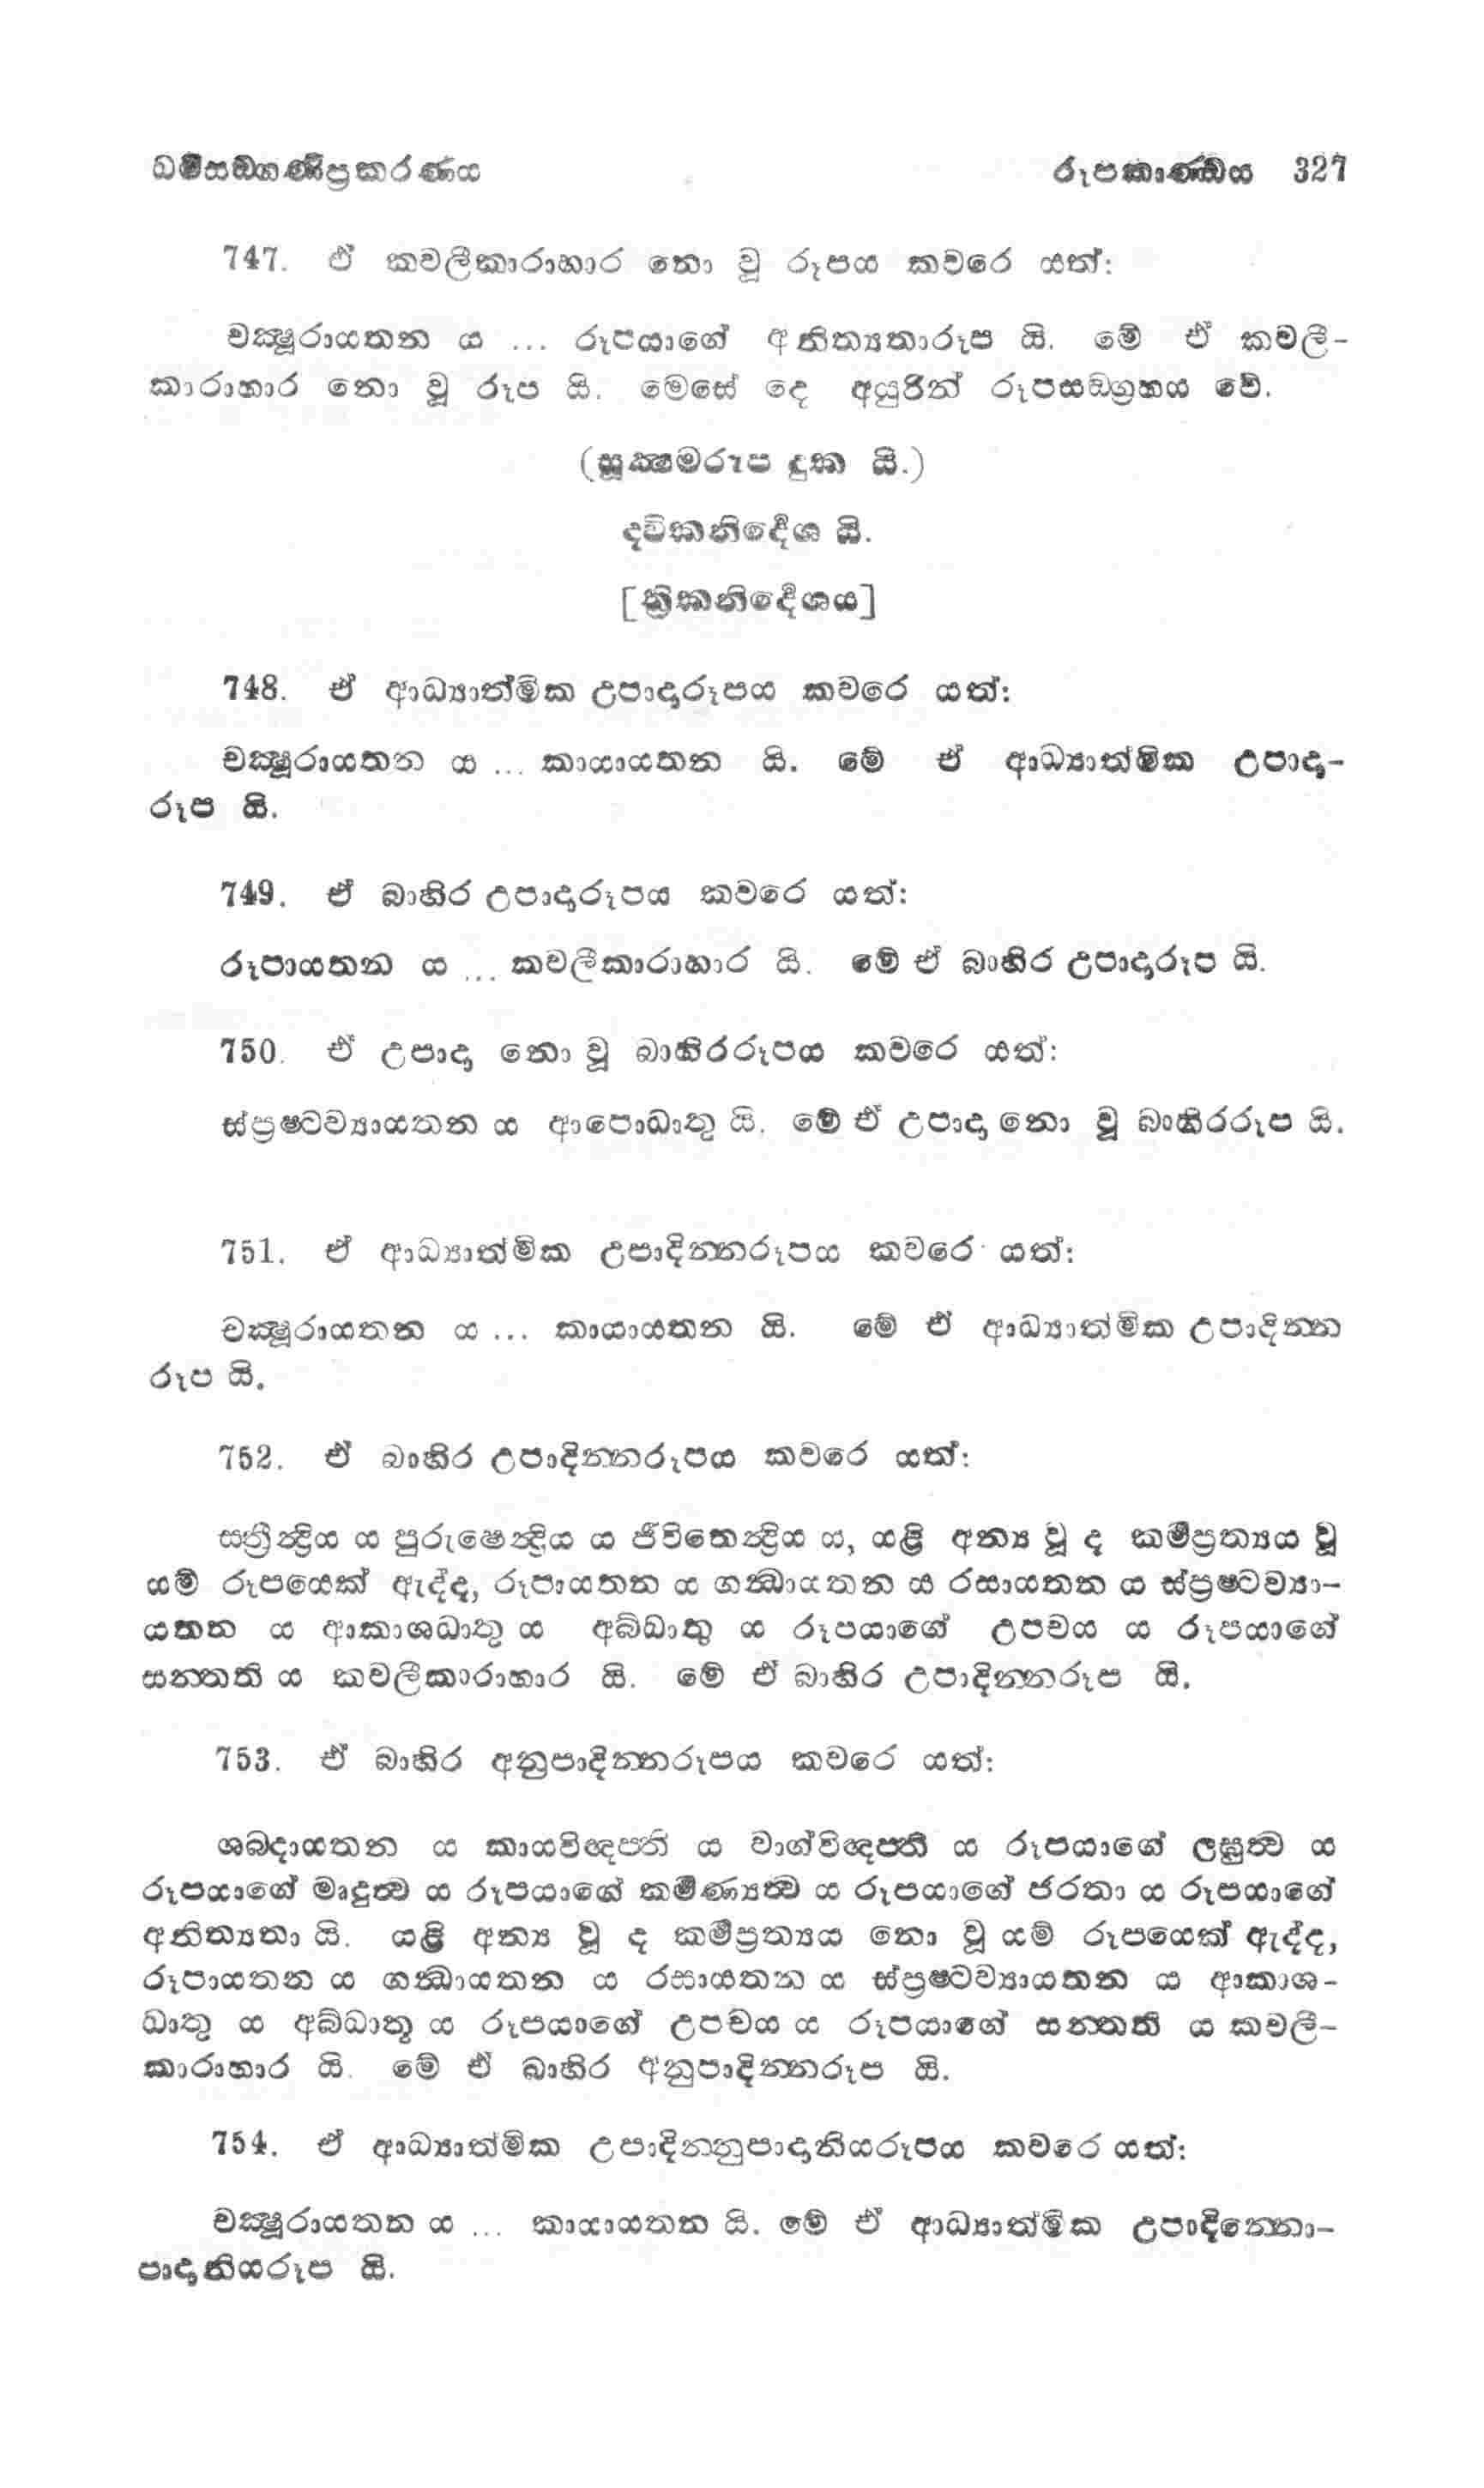 ධර්‍මසඞ්ගණිප්‍රකරණය රූපකාණ්ඩය 327
747. ඒ කවලීකාරාහාර නො වූ රූපය කවරෙ යත්:
චක්‍ෂූරායතන ය ... රූපයාගේ අනිත්‍යතාරූප යි. මේ ඒ කවලී-
කාරාහාර නො වූ රූප යි. මෙසේ දෙ අයුරින් රූපසඞ්ග්‍රහය වේ.
(සූක්‍ෂ්මරූප දුක යි.)
ද්විකනිර්‍දෙශ යි.
[ත්‍රිකනිර්‍දෙශය]
748. ඒ ආධ්‍යාත්මික උපාදාරූපය කවරෙ යත්:
චක්‍ෂූරායතන ය ... කායායතන යි. මේ ඒ ආධ්‍යාත්මික උපාදා-
රූප යි.
749. ඒ බාහිර උපාදාරූපය කවරෙ යත්:
රූපායතන ය ... කවලීකාරාහාර යි. මේ ඒ බාහිර උපාදාරූප යි.
750. ඒ උපාදා නො වූ බාහිරරූපය කවරෙ යත්:
ස්ප්‍රෂ්ටව්‍යායතන ය ආපොධාතු යි. මේ ඒ උපාදා නො වූ බාහිරරූප යි.
751. ඒ ආධ්‍යාත්මික උපාදින්නරූපය කවරෙ යත්:
චක්‍ෂූරායතන ය ... කායායතන යි. මේ ඒ ආධ්‍යාත්මික උපාදින්න
රූප යි.
752. ඒ බාහිර උපාදින්නරූපය කවරෙ යත්:
ස්ත්‍රීන්‍ද්‍රිය ය පුරුෂෙන්‍ද්‍රිය ය ජීවිතෙන්‍ද්‍රිය ය, යළි අන්‍ය වූ ද කර්‍මප්‍රත්‍යය වූ
යම් රූපයෙක් ඇද්ද, රූපායතන ය ගන්‍ධායතන ය රසායතන ය ස්ප්‍රෂ්ටව්‍යා-
යතන ය ආකාශධාතු ය අබ්ධාතු ය රූපයාගේ උපචය ය රූපයාගේ
සන්තති ය කවලීකාරාහාර යි. මේ ඒ බාහිර උපාදින්නරූප යි.
753. ඒ බාහිර අනුපාදින්නරූපය කවරෙ යත්:
ශබ්දායතන ය කායවිඥප්ති ය වාග්විඥප්ති ය රූපයාගේ ලඝුත්‍ව ය
රූපයාගේ මෘදුත්‍ව ය රූපයාගේ කර්‍මණ්‍යත්‍ව ය රූපයාගේ ජරතා ය රූපයාගේ
අනිත්‍යතා යි. යළි අන්‍ය වූ ද කර්‍මප්‍රත්‍යය නො වූ යම් රූපයෙක් ඇද්ද,
රූපායතන ය ගන්‍ධායතන ය රසායතන ය ස්ප්‍රෂ්ටව්‍යායතන ය ආකාශ-
ධාතු ය අබ්ධාතූ ය රූපයාගේ උපචය ය රූපයාගේ සන්තති ය කවලී-
කාරාහාර යි. මේ ඒ බාහිර අනුපාදින්නරූප යි.
754. ඒ ආධ්‍යාත්මික උපාදින්නුපාදානියරූපය කවරෙ යත්:
චක්‍ෂූරායතන ය ... කායායතන යි. මේ ඒ ආධ්‍යාත්මික උපාදින්නො-
පාදානියරූප යි.